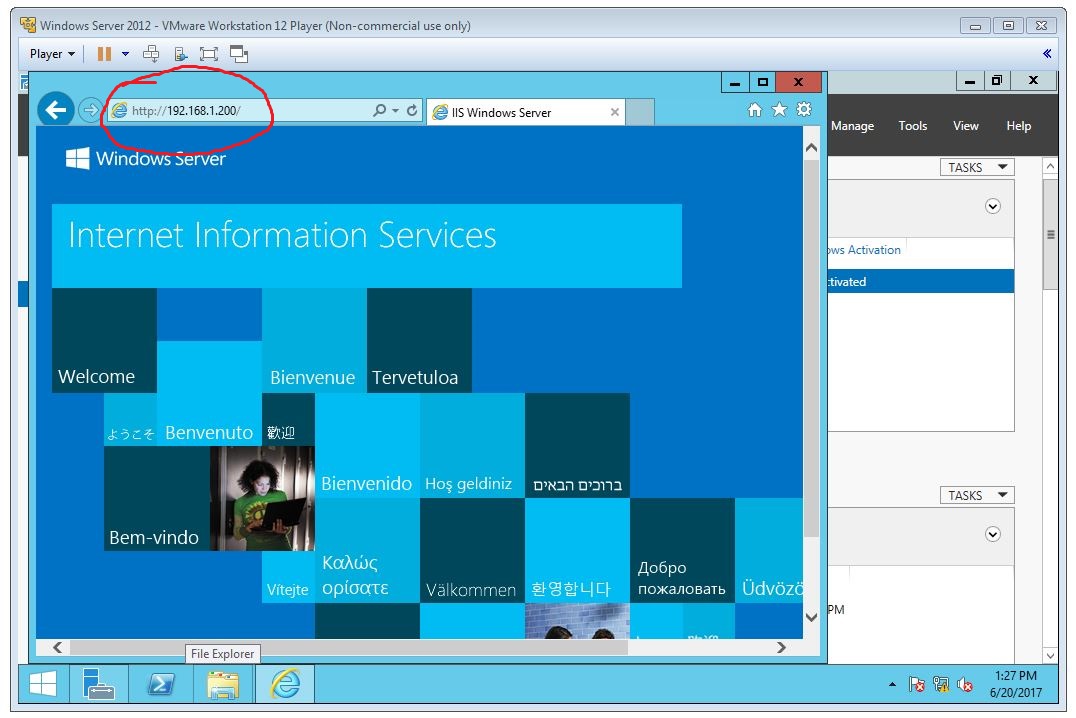 Windows Server 2012 - VMware Workstation 12 Player (Non-commercial use only)
Player
http://192.168.1.200/
IIS Windows Server
Manage Tools View Help
Windows Server
TASKS
Internet Information Services
ows Activation
ctivated
Welcome
Bienvenue
Tervetuloa
ようこそ
Benvenuto
歡迎
Bienvenido
Hoş geldiniz
ברוכים הבאים
TASKS
Bem-vindo
Vítejte
Καλώς
ορίσατε
Välkommen
환영합니다
Добро
пожаловать
Üdvözö
PM
File Explorer
1:27 PM
6/20/2017